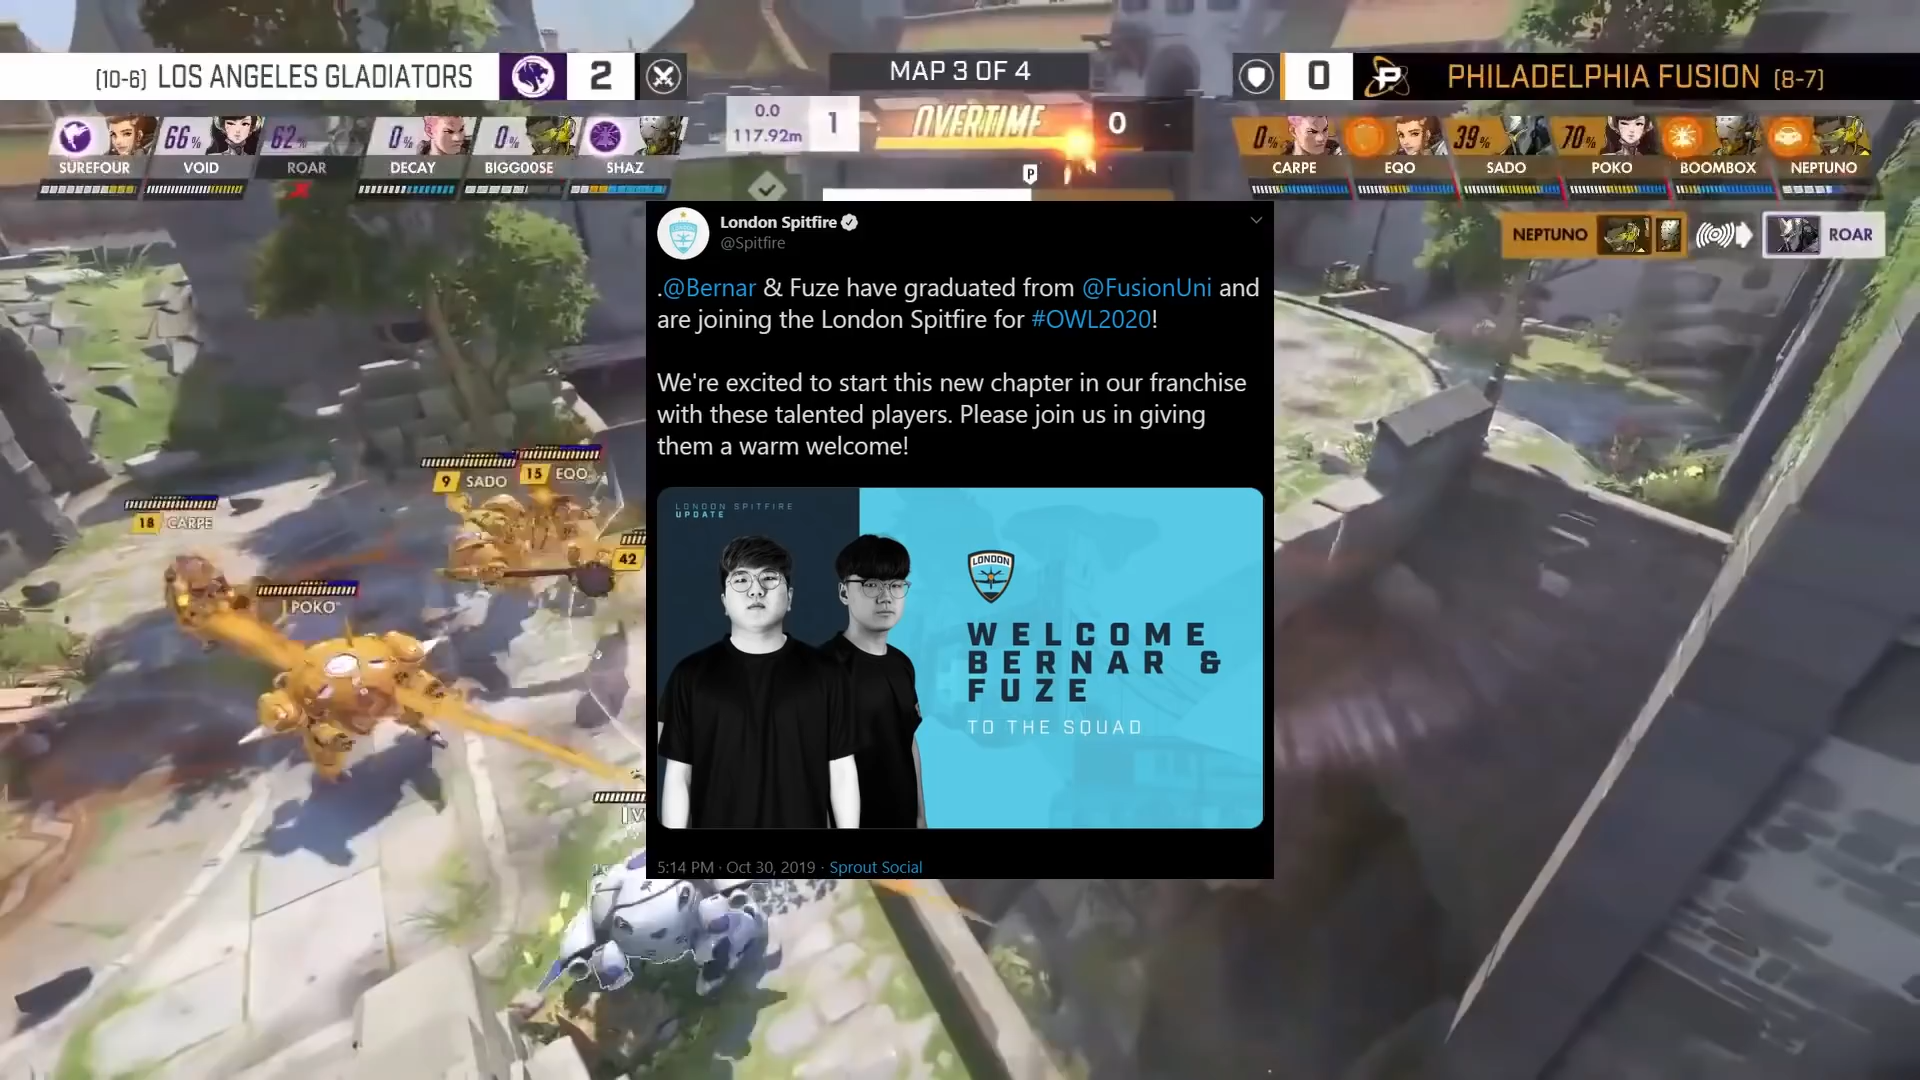 [10-6] LOS ANGELES GLADIATORS 2
MAP 3 OF 4
0 PHILADELPHIA FUSION [8-7]
0.0
117.92m
1 OVERTIME 0
66% 62% 0% 0%
SUREFOUR VOID ROAR DECAY BIGG00SE SHAZ
0% 39% 70%
CARPE EQO SADO POKO BOOMBOX NEPTUNO
P
NEPTUNO ROAR
London Spitfire
@Spitfire
.@Bernar & Fuze have graduated from @FusionUni and
are joining the London Spitfire for #OWL2020!
We're excited to start this new chapter in our franchise
with these talented players. Please join us in giving
them a warm welcome!
LONDON SPITFIRE
UPDATE
LONDON
WELCOME
BERNAR &
FUZE
TO THE SQUAD
5:14 PM · Oct 30, 2019 · Sprout Social
9 SADO
15 EQO
18 CARPE
42
POKO